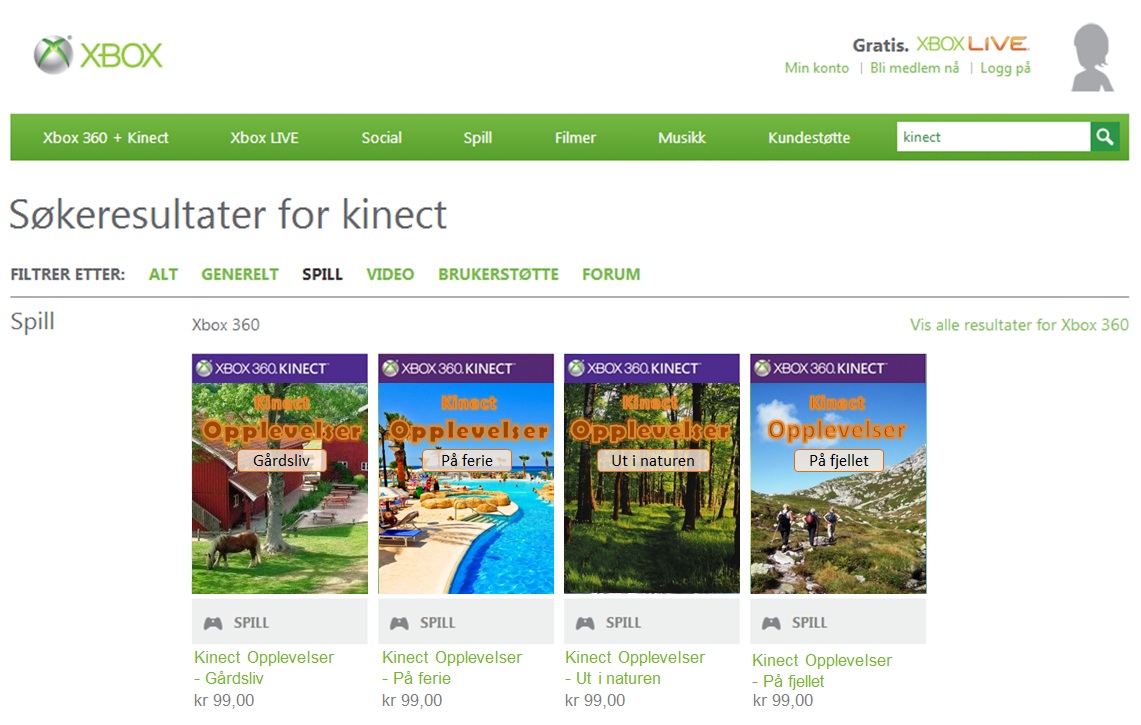 XBOX
Gratis. XBOX LIVE
Min konto | Bli medlem nå | Logg på
Xbox 360 + Kinect Xbox LIVE Social Spill Filmer Musikk Kundestøtte kinect
Søkeresultater for kinect
FILTRER ETTER: ALT GENERELT SPILL VIDEO BRUKERSTØTTE FORUM
Spill Xbox 360 Vis alle resultater for Xbox 360
XBOX 360. KINECT™
Kinect
Opplevelser
Gårdsliv
SPILL
Kinect Opplevelser
- Gårdsliv
kr 99,00
XBOX 360. KINECT™
Kinect
Opplevelser
På ferie
SPILL
Kinect Opplevelser
- På ferie
kr 99,00
XBOX 360. KINECT™
Kinect
Opplevelser
Ut i naturen
SPILL
Kinect Opplevelser
- Ut i naturen
kr 99,00
XBOX 360. KINECT™
Kinect
Opplevelser
På fjellet
SPILL
Kinect Opplevelser
- På fjellet
kr 99,00